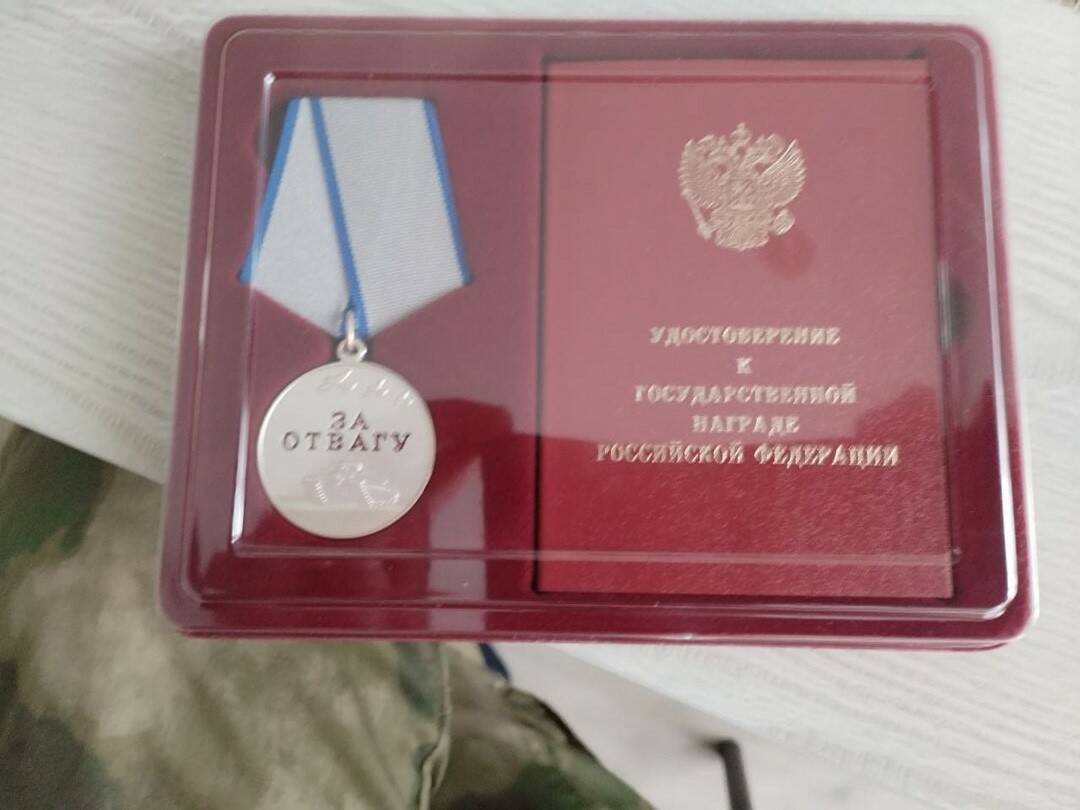 ЗА
ОТВАГУ
УДОСТОВЕРЕНИЕ
К
ГОСУДАРСТВЕННОЙ
НАГРАДЕ
РОССИЙСКОЙ ФЕДЕРАЦИИ